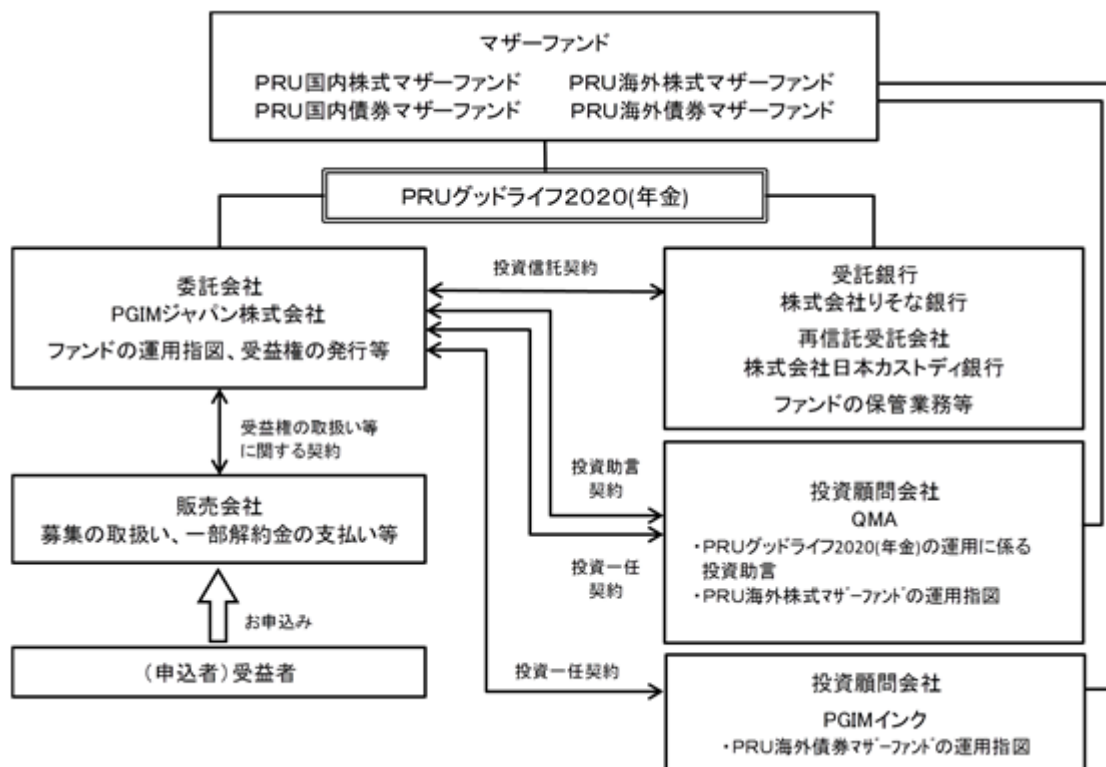 マザーファンド
PRU国内株式マザーファンド PRU海外株式マザーファンド
PRU国内債券マザーファンド PRU海外債券マザーファンド
PRUグッドライフ2020(年金)
委託会社
PGIMジャパン株式会社
ファンドの運用指図、受益権の発行等
投資信託契約
受託銀行
株式会社りそな銀行
再信託受託会社
株式会社日本カストディ銀行
ファンドの保管業務等
受益権の取扱い等
に関する契約
販売会社
募集の取扱い、一部解約金の支払い等
お申込み
（申込者）受益者
投資助言
契約
投資一任
契約
投資顧問会社
QMA
・PRUグッドライフ2020(年金)の運用に係る
投資助言
・PRU海外株式ﾏｻﾞｰﾌｧﾝﾄﾞの運用指図
投資一任契約
投資顧問会社
PGIMインク
・PRU海外債券ﾏｻﾞｰﾌｧﾝﾄﾞの運用指図